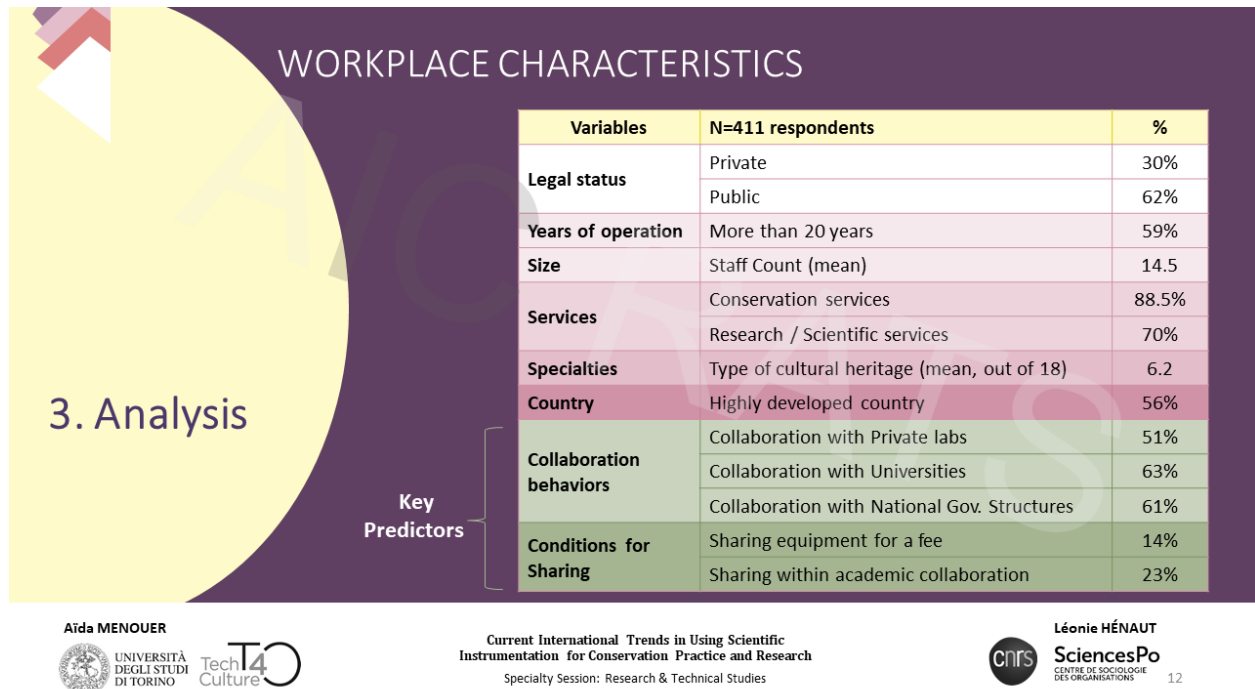 WORKPLACE CHARACTERISTICS
Variables N=411 respondents %
Legal status
Private 30%
Public 62%
Years of operation More than 20 years 59%
Size Staff Count (mean) 14.5
Services
Conservation services 88.5%
Research / Scientific services 70%
Specialties Type of cultural heritage (mean, out of 18) 6.2
Country Highly developed country 56%
Collaboration
behaviors
Collaboration with Private labs 51%
Collaboration with Universities 63%
Collaboration with National Gov. Structures 61%
Conditions for
Sharing
Sharing equipment for a fee 14%
Sharing within academic collaboration 23%
3. Analysis
Key
Predictors
AIC RATS
Aïda MENOUER
UNIVERSITÀ
DEGLI STUDI
DI TORINO
Tech T4C
Culture
Current International Trends in Using Scientific
Instrumentation for Conservation Practice and Research
Specialty Session: Research & Technical Studies
Léonie HÉNAUT
cnrs
SciencesPo
CENTRE DE SOCIOLOGIE
DES ORGANISATIONS
12